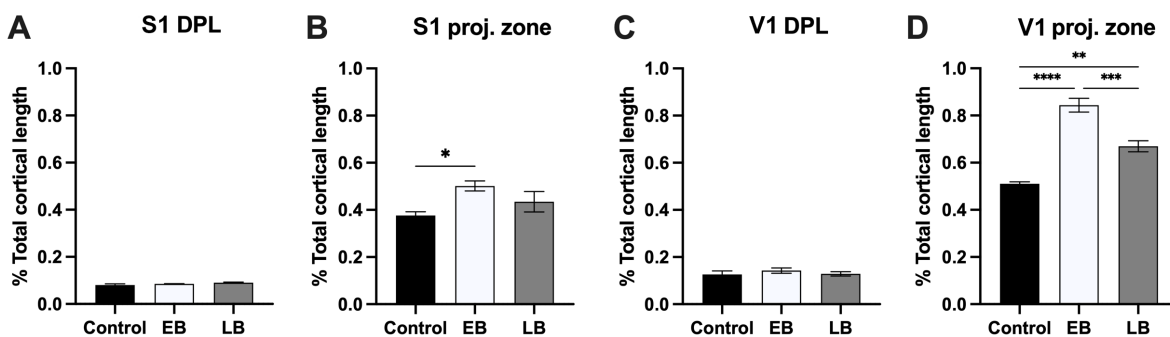 A
S1 DPL
% Total cortical length
1.0
0.8
0.6
0.4
0.2
0.0
Control EB LB
B
S1 proj. zone
% Total cortical length
1.0
0.8
0.6
0.4
0.2
0.0
*
Control EB LB
C
V1 DPL
% Total cortical length
1.0
0.8
0.6
0.4
0.2
0.0
Control EB LB
D
V1 proj. zone
% Total cortical length
1.0
0.8
0.6
0.4
0.2
0.0
**
**** ***
Control EB LB